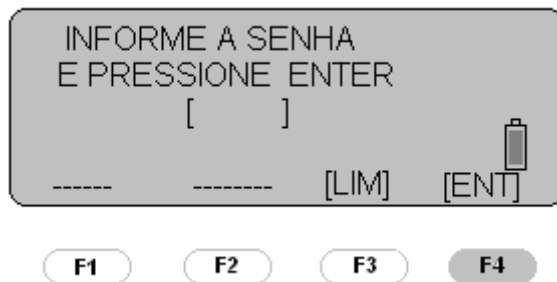 INFORME A SENHA
E PRESSIONE ENTER
[ ]
------ -------- [LIM] [ENT]
F1 F2 F3 F4